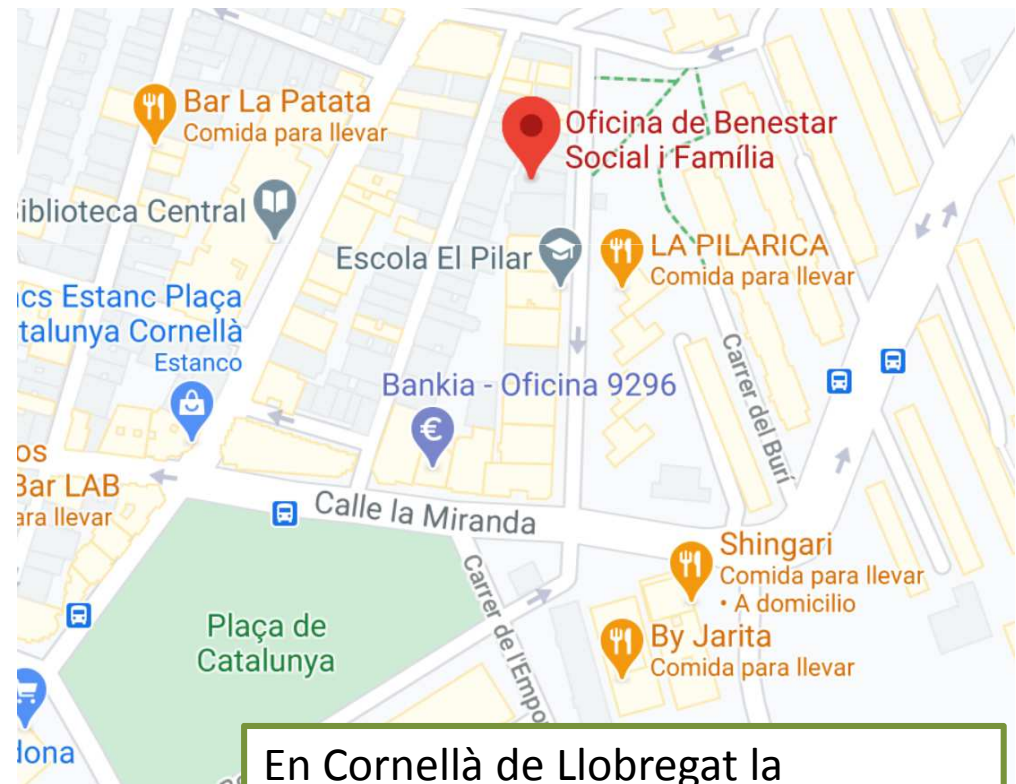 Bar La Patata
Comida para llevar
Oficina de Benestar
Social i Família
iblioteca Central
Escola El Pilar
LA PILARICA
Comida para llevar
cs Estanc Plaça
talunya Cornellà
Estanco
Bankia - Oficina 9296
€
Carrer del Burí
os
Bar LAB
ara llevar
Calle la Miranda
Shingari
Comida para llevar
• A domicilio
Carrer de l'Empo
Plaça de
Catalunya
By Jarita
Comida para llevar
dona
En Cornellà de Llobregat la